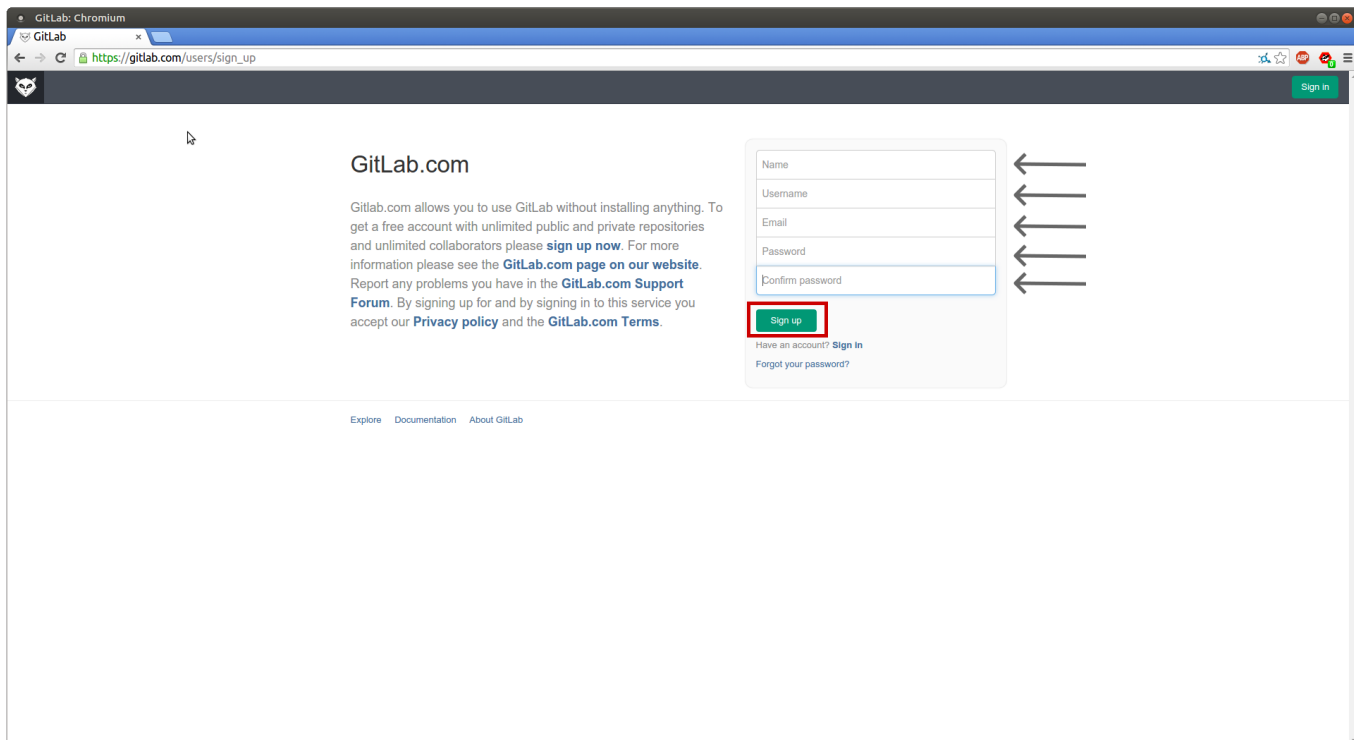 GitLab: Chromium
GitLab
https://gitlab.com/users/sign_up
ABP
Sign in
GitLab.com
Gitlab.com allows you to use GitLab without installing anything. To
get a free account with unlimited public and private repositories
and unlimited collaborators please sign up now. For more
information please see the GitLab.com page on our website.
Report any problems you have in the GitLab.com Support
Forum. By signing up for and by signing in to this service you
accept our Privacy policy and the GitLab.com Terms.
Name
Username
Email
Password
Confirm password
Sign up
Have an account? Sign in
Forgot your password?
Explore Documentation About GitLab